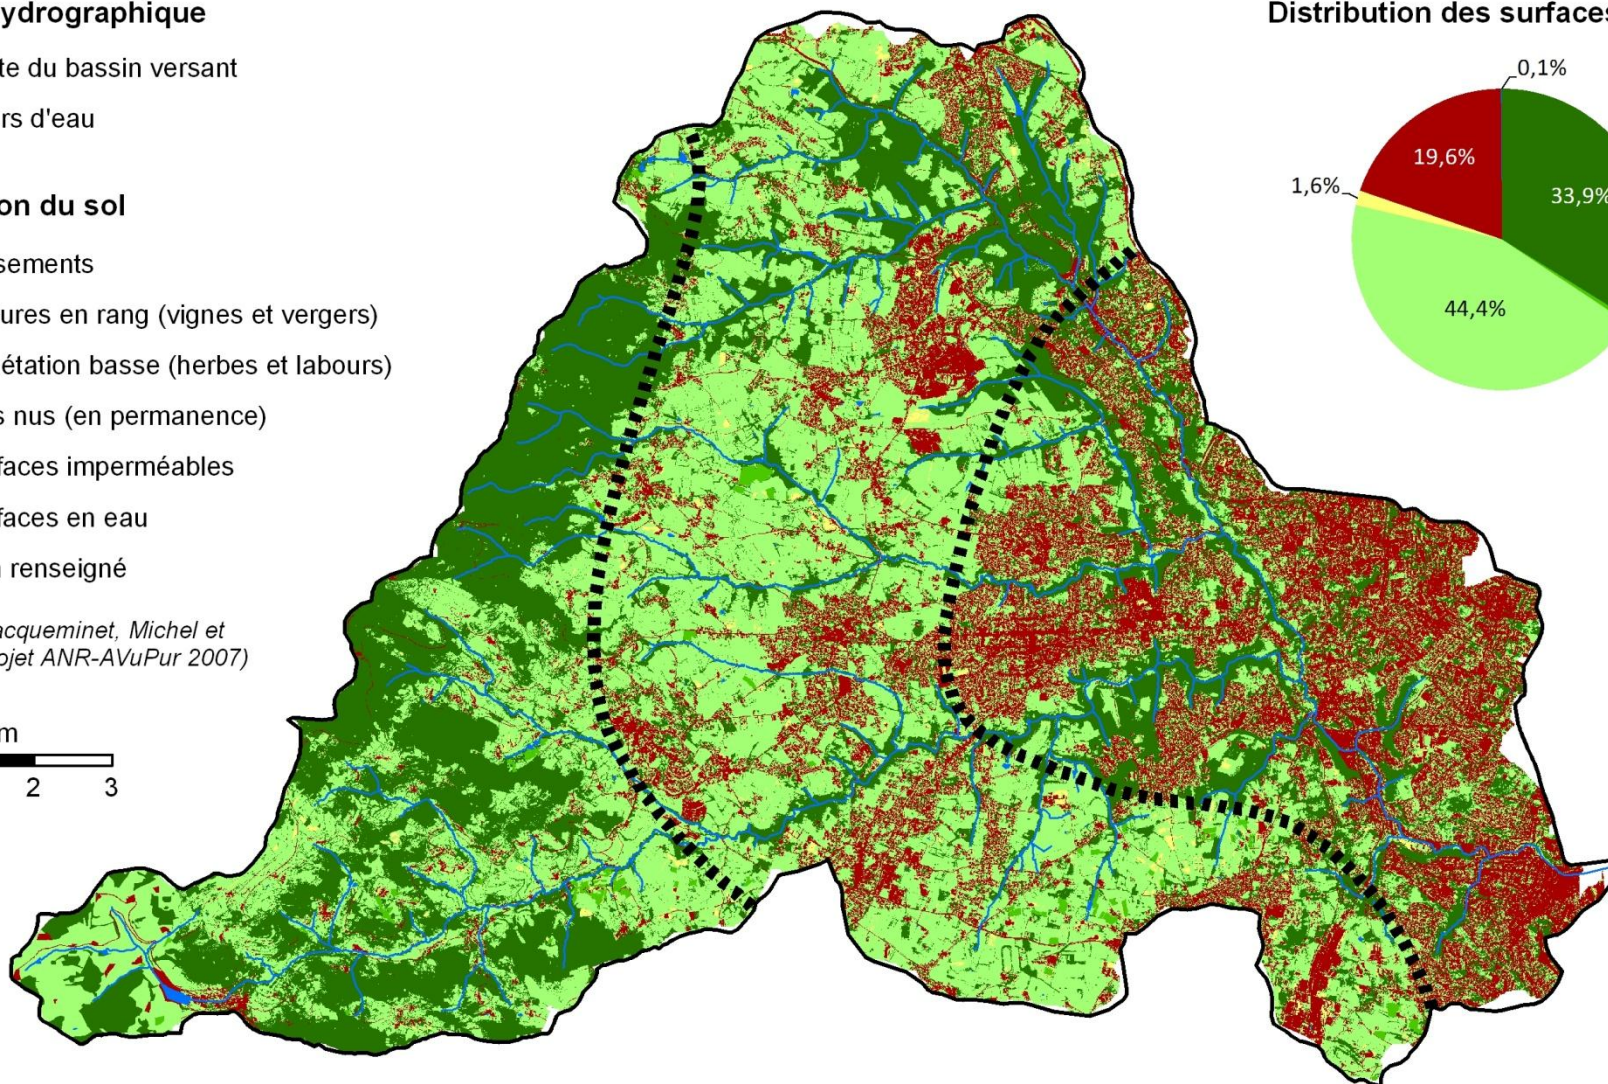 ydrographique
te du bassin versant
rs d'eau
on du sol
sements
ures en rang (vignes et vergers)
étation basse (herbes et labours)
s nus (en permanence)
faces imperméables
faces en eau
renseigné
acqueminet, Michel et
ojet ANR-AVuPur 2007)
m
2 3
Distribution des surfaces
0,1%
19,6%
1,6%
33,9%
44,4%